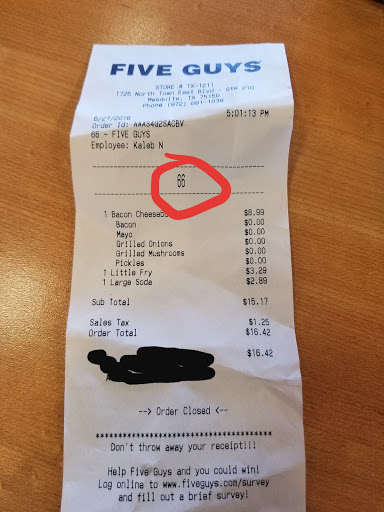 FIVE GUYS
STORE # TX-1211
1725 North Town East Blvd - Ste 210
Mesquite, TX 75150
Phone (972) 681-1036
6/27/2018 5:01:13 PM
Order Id: AAAS4G2SACBV
66 - FIVE GUYS
Employee: Kaleb N
66
1 Bacon Cheesebu $8.99
Bacon $0.00
Mayo $0.00
Grilled Onions $0.00
Grilled Mushrooms $0.00
Pickles $0.00
1 Little Fry $3.29
1 Large Soda $2.89
Sub Total $15.17
Sales Tax $1.25
Order Total $16.42
$16.42
--> Order Closed <--
Don't throw away your receipt!!!
Help Five Guys and you could win!
Log online to www.fiveguys.com/survey
and fill out a brief survey!